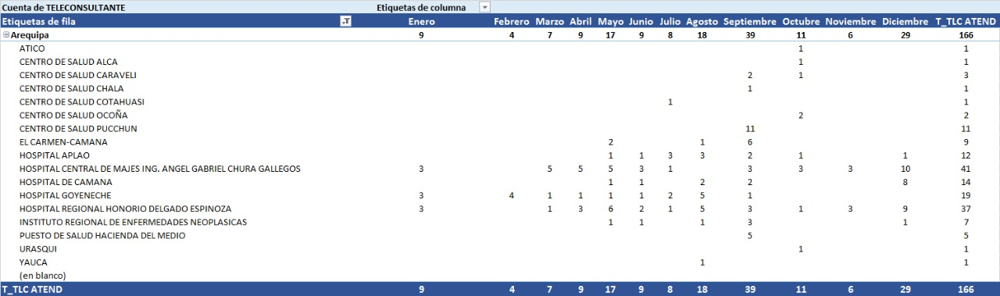 Cuenta de TELECONSULTANTE Etiquetas de columna
Etiquetas de fila Enero Febrero Marzo Abril Mayo Junio Julio Agosto Septiembre Octubre Noviembre Diciembre T_TLC ATEND
Arequipa 9 4 7 9 17 9 8 18 39 11 6 29 166
ATICO 1 1
CENTRO DE SALUD ALCA 1 1
CENTRO DE SALUD CARAVELI 2 1 3
CENTRO DE SALUD CHALA 1 1
CENTRO DE SALUD COTAHUASI 1 1
CENTRO DE SALUD OCOÑA 2 2
CENTRO DE SALUD PUCCHUN 11 11
EL CARMEN-CAMANA 2 1 6 9
HOSPITAL APLAO 1 1 3 3 2 1 1 12
HOSPITAL CENTRAL DE MAJES ING. ANGEL GABRIEL CHURA GALLEGOS 3 5 5 5 3 1 3 3 3 10 41
HOSPITAL DE CAMANA 1 1 2 2 8 14
HOSPITAL GOYENECHE 3 4 1 1 1 1 2 5 1 19
HOSPITAL REGIONAL HONORIO DELGADO ESPINOZA 3 1 3 6 2 1 5 3 1 3 9 37
INSTITUTO REGIONAL DE ENFERMEDADES NEOPLASICAS 1 1 1 3 1 7
PUESTO DE SALUD HACIENDA DEL MEDIO 5 5
URASQUI 1 1
YAUCA 1 1
(en blanco)
T_TLC ATEND 9 4 7 9 17 9 8 18 39 11 6 29 166